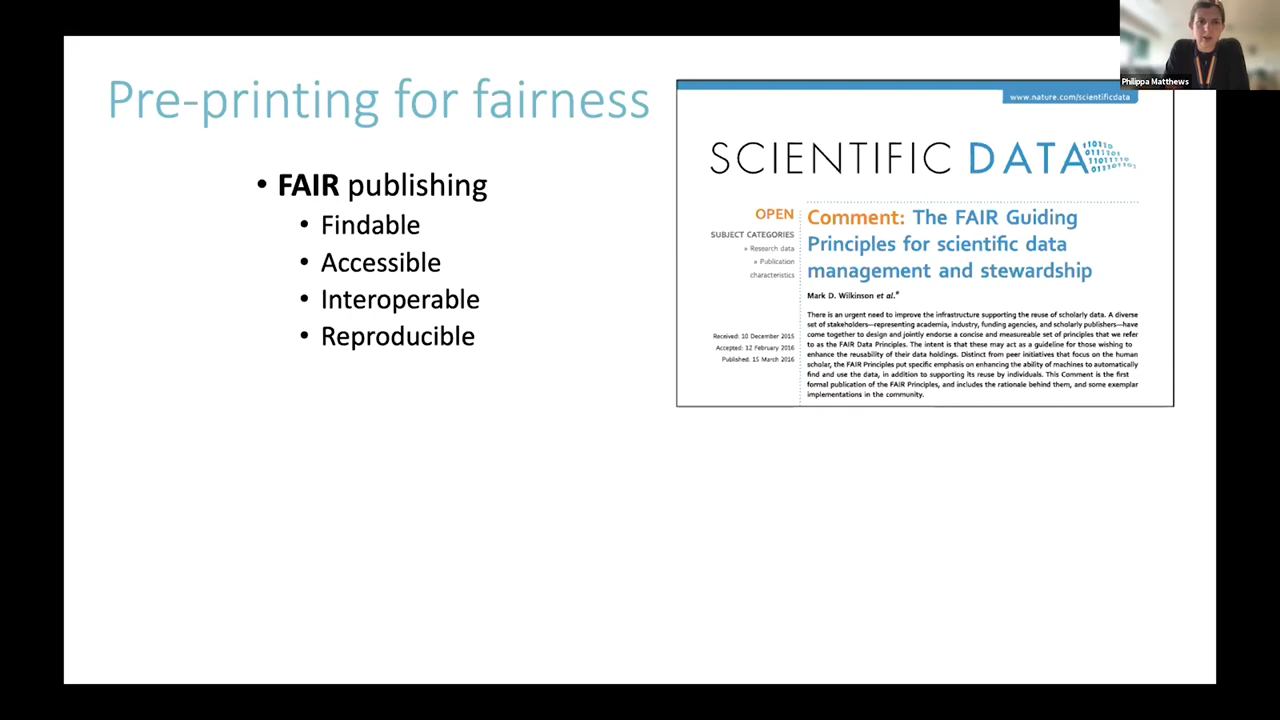 Pre-printing for fairness
• FAIR publishing
• Findable
• Accessible
• Interoperable
• Reproducible
www.nature.com/scientificdata
SCIENTIFIC DATA
OPEN
SUBJECT CATEGORIES
» Research data
» Publication
characteristics
Received: 10 December 2015
Accepted: 12 February 2016
Published: 15 March 2016
Comment: The FAIR Guiding
Principles for scientific data
management and stewardship
Mark D. Wilkinson et al.*
There is an urgent need to improve the infrastructure supporting the reuse of scholarly data. A diverse
set of stakeholders—representing academia, industry, funding agencies, and scholarly publishers—have
come together to design and jointly endorse a concise and measureable set of principles that we refer
to as the FAIR Data Principles. The intent is that these may act as a guideline for those wishing to
enhance the reusability of their data holdings. Distinct from peer initiatives that focus on the human
scholar, the FAIR Principles put specific emphasis on enhancing the ability of machines to automatically
find and use the data, in addition to supporting its reuse by individuals. This Comment is the first
formal publication of the FAIR Principles, and includes the rationale behind them, and some exemplar
implementations in the community.
Philippa Matthews